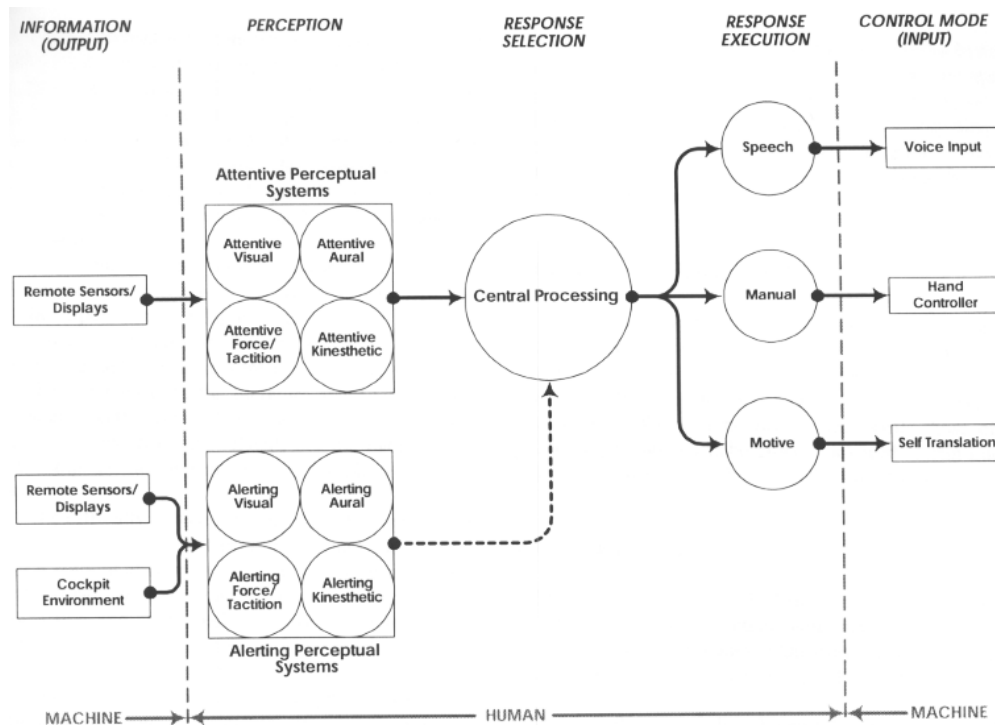 INFORMATION
(OUTPUT)
PERCEPTION
RESPONSE
SELECTION
RESPONSE
EXECUTION
CONTROL MODE
(INPUT)
Attentive Perceptual
Systems
Attentive
Visual
Attentive
Aural
Attentive
Force/
Tactition
Attentive
Kinesthetic
Remote Sensors/
Displays
Central Processing
Speech
Voice Input
Manual
Hand
Controller
Motive
Self Translation
Remote Sensors/
Displays
Cockpit
Environment
Alerting
Visual
Alerting
Aural
Alerting
Force/
Tactition
Alerting
Kinesthetic
Alerting Perceptual
Systems
MACHINE
HUMAN
MACHINE